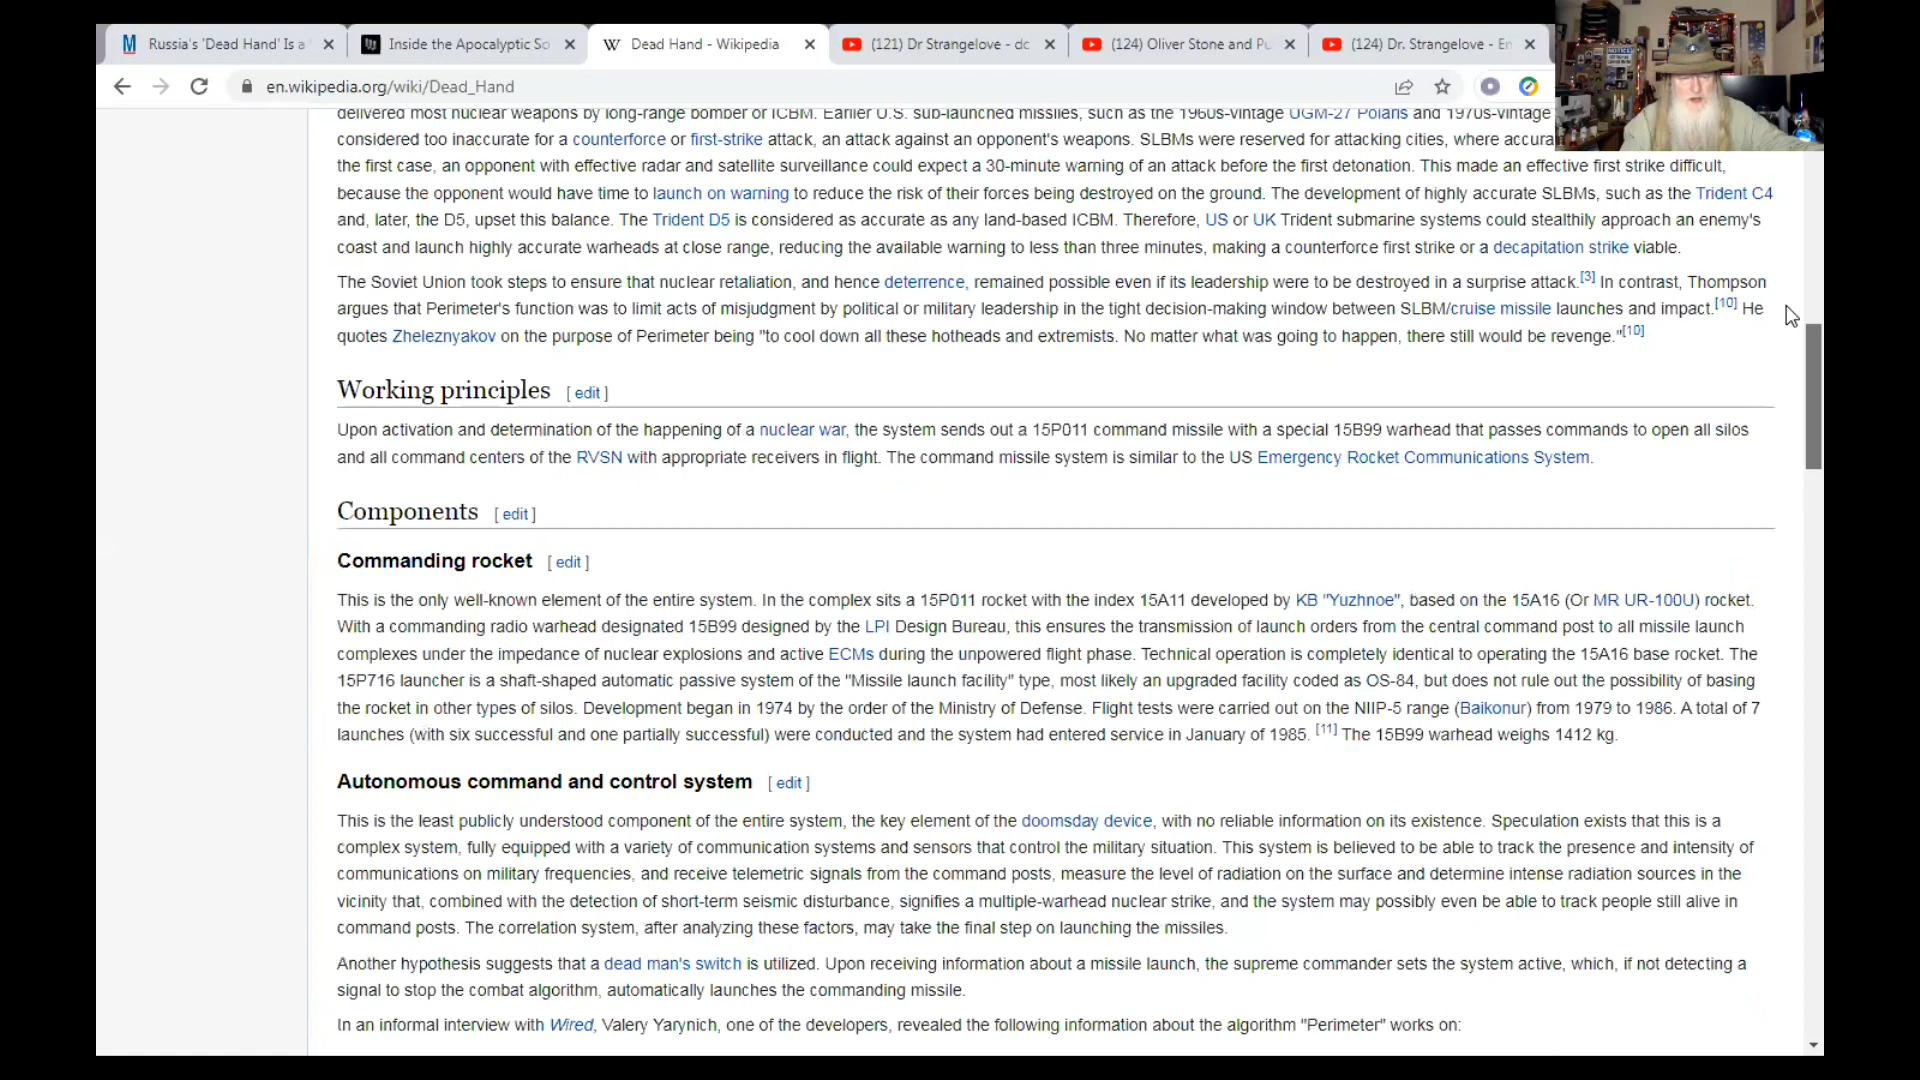 Russia's 'Dead Hand' Is a
Inside the Apocalyptic So
Dead Hand - Wikipedia
(121) Dr Strangelove - dc
(124) Oliver Stone and Pu
(124) Dr. Strangelove - En
en.wikipedia.org/wiki/Dead_Hand
delivered most nuclear weapons by long-range bomber or ICBM. Earlier U.S. sub-launched missiles, such as the 1960s-vintage UGM-27 Polaris and 1970s-vintage
considered too inaccurate for a counterforce or first-strike attack, an attack against an opponent's weapons. SLBMs were reserved for attacking cities, where accura
the first case, an opponent with effective radar and satellite surveillance could expect a 30-minute warning of an attack before the first detonation. This made an effective first strike difficult,
because the opponent would have time to launch on warning to reduce the risk of their forces being destroyed on the ground. The development of highly accurate SLBMs, such as the Trident C4
and, later, the D5, upset this balance. The Trident D5 is considered as accurate as any land-based ICBM. Therefore, US or UK Trident submarine systems could stealthily approach an enemy's
coast and launch highly accurate warheads at close range, reducing the available warning to less than three minutes, making a counterforce first strike or a decapitation strike viable.
The Soviet Union took steps to ensure that nuclear retaliation, and hence deterrence, remained possible even if its leadership were to be destroyed in a surprise attack.[3] In contrast, Thompson
argues that Perimeter's function was to limit acts of misjudgment by political or military leadership in the tight decision-making window between SLBM/cruise missile launches and impact.[10] He
quotes Zheleznyakov on the purpose of Perimeter being "to cool down all these hotheads and extremists. No matter what was going to happen, there still would be revenge."[10]
Working principles [ edit ]
Upon activation and determination of the happening of a nuclear war, the system sends out a 15P011 command missile with a special 15B99 warhead that passes commands to open all silos
and all command centers of the RVSN with appropriate receivers in flight. The command missile system is similar to the US Emergency Rocket Communications System.
Components [ edit ]
Commanding rocket [ edit ]
This is the only well-known element of the entire system. In the complex sits a 15P011 rocket with the index 15A11 developed by KB "Yuzhnoe", based on the 15A16 (Or MR UR-100U) rocket.
With a commanding radio warhead designated 15B99 designed by the LPI Design Bureau, this ensures the transmission of launch orders from the central command post to all missile launch
complexes under the impedance of nuclear explosions and active ECMs during the unpowered flight phase. Technical operation is completely identical to operating the 15A16 base rocket. The
15P716 launcher is a shaft-shaped automatic passive system of the "Missile launch facility" type, most likely an upgraded facility coded as OS-84, but does not rule out the possibility of basing
the rocket in other types of silos. Development began in 1974 by the order of the Ministry of Defense. Flight tests were carried out on the NIIP-5 range (Baikonur) from 1979 to 1986. A total of 7
launches (with six successful and one partially successful) were conducted and the system had entered service in January of 1985. [11] The 15B99 warhead weighs 1412 kg.
Autonomous command and control system [ edit ]
This is the least publicly understood component of the entire system, the key element of the doomsday device, with no reliable information on its existence. Speculation exists that this is a
complex system, fully equipped with a variety of communication systems and sensors that control the military situation. This system is believed to be able to track the presence and intensity of
communications on military frequencies, and receive telemetric signals from the command posts, measure the level of radiation on the surface and determine intense radiation sources in the
vicinity that, combined with the detection of short-term seismic disturbance, signifies a multiple-warhead nuclear strike, and the system may possibly even be able to track people still alive in
command posts. The correlation system, after analyzing these factors, may take the final step on launching the missiles.
Another hypothesis suggests that a dead man's switch is utilized. Upon receiving information about a missile launch, the supreme commander sets the system active, which, if not detecting a
signal to stop the combat algorithm, automatically launches the commanding missile.
In an informal interview with Wired, Valery Yarynich, one of the developers, revealed the following information about the algorithm "Perimeter" works on: